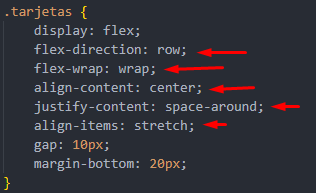 .tarjetas {
display: flex;
flex-direction: row;
flex-wrap: wrap;
align-content: center;
justify-content: space-around;
align-items: stretch;
gap: 10px;
margin-bottom: 20px;
}